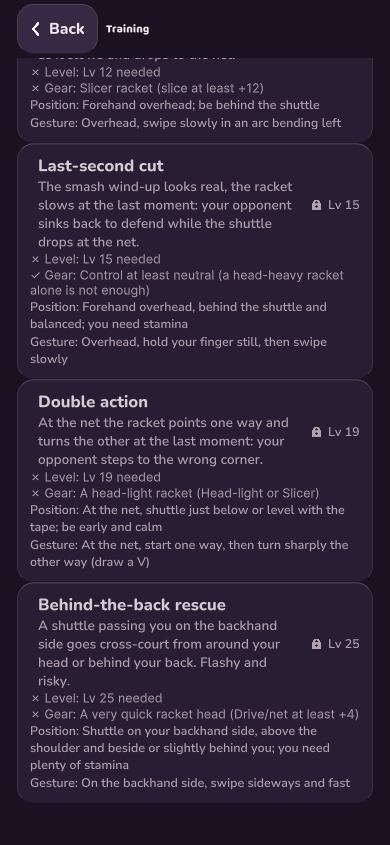 Back
Training
× Level: Lv 12 needed
× Gear: Slicer racket (slice at least +12)
Position: Forehand overhead; be behind the shuttle
Gesture: Overhead, swipe slowly in an arc bending left
Last-second cut
The smash wind-up looks real, the racket
slows at the last moment: your opponent
sinks back to defend while the shuttle
drops at the net.
Lv 15
× Level: Lv 15 needed
✓ Gear: Control at least neutral (a head-heavy racket
alone is not enough)
Position: Forehand overhead, behind the shuttle and
balanced; you need stamina
Gesture: Overhead, hold your finger still, then swipe
slowly
Double action
At the net the racket points one way and
turns the other at the last moment: your
opponent steps to the wrong corner.
Lv 19
× Level: Lv 19 needed
× Gear: A head-light racket (Head-light or Slicer)
Position: At the net, shuttle just below or level with the
tape; be early and calm
Gesture: At the net, start one way, then turn sharply the
other way (draw a V)
Behind-the-back rescue
A shuttle passing you on the backhand
side goes cross-court from around your
head or behind your back. Flashy and
risky.
Lv 25
× Level: Lv 25 needed
× Gear: A very quick racket head (Drive/net at least +4)
Position: Shuttle on your backhand side, above the
shoulder and beside or slightly behind you; you need
plenty of stamina
Gesture: On the backhand side, swipe sideways and fast